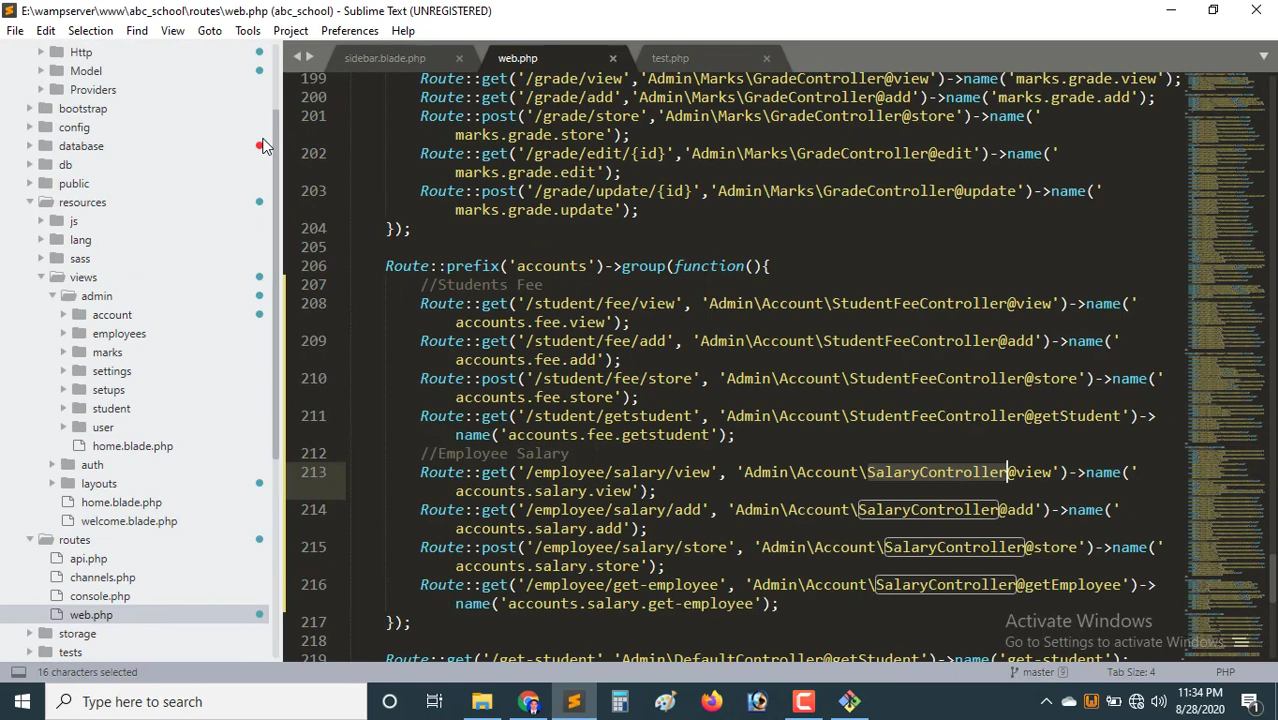 E:\wampserver\www\abc_school\routes\web.php (abc_school) - Sublime Text (UNREGISTERED)
File Edit Selection Find View Goto Tools Project Preferences Help
sidebar.blade.php
web.php
test.php
Http
Model
Providers
bootstrap
config
database
db
public
resources
js
lang
sass
views
admin
account
employees
marks
settings
setups
student
user
home.blade.php
auth
layouts
home.blade.php
welcome.blade.php
routes
api.php
channels.php
console.php
web.php
storage
tests
199 Route::get('/grade/view','Admin\Marks\GradeController@view')->name('marks.grade.view');
200 Route::get('/grade/add','Admin\Marks\GradeController@add')->name('marks.grade.add');
201 Route::post('/grade/store','Admin\Marks\GradeController@store')->name('
marks.grade.store');
202 Route::get('/grade/edit/{id}','Admin\Marks\GradeController@edit')->name('
marks.grade.edit');
203 Route::post('/grade/update/{id}','Admin\Marks\GradeController@update')->name('
marks.grade.update');
204 });
205
206 Route::prefix('accounts')->group(function(){
207 //Students Fee
208 Route::get('/student/fee/view', 'Admin\Account\StudentFeeController@view')->name('
accounts.fee.view');
209 Route::get('/student/fee/add', 'Admin\Account\StudentFeeController@add')->name('
accounts.fee.add');
210 Route::post('/student/fee/store', 'Admin\Account\StudentFeeController@store')->name('
accounts.fee.store');
211 Route::get('/student/getstudent', 'Admin\Account\StudentFeeController@getStudent')->
name('accounts.fee.getstudent');
212 //Employee Salary
213 Route::get('/employee/salary/view', 'Admin\Account\SalaryController@view')->name('
accounts.salary.view');
214 Route::get('/employee/salary/add', 'Admin\Account\SalaryController@add')->name('
accounts.salary.add');
215 Route::post('/employee/salary/store', 'Admin\Account\SalaryController@store')->name('
accounts.salary.store');
216 Route::get('/employee/get-employee', 'Admin\Account\SalaryController@getEmployee')->
name('accounts.salary.get-employee');
217 });
218
219 Route::get('/getstudent' 'Admin\DefaultController@getStudent')->name('get-student');
Activate Windows
Go to Settings to activate Windows.
16 characters selected
master 9
Tab Size: 4
PHP
Type here to search
11:34 PM
8/28/2020